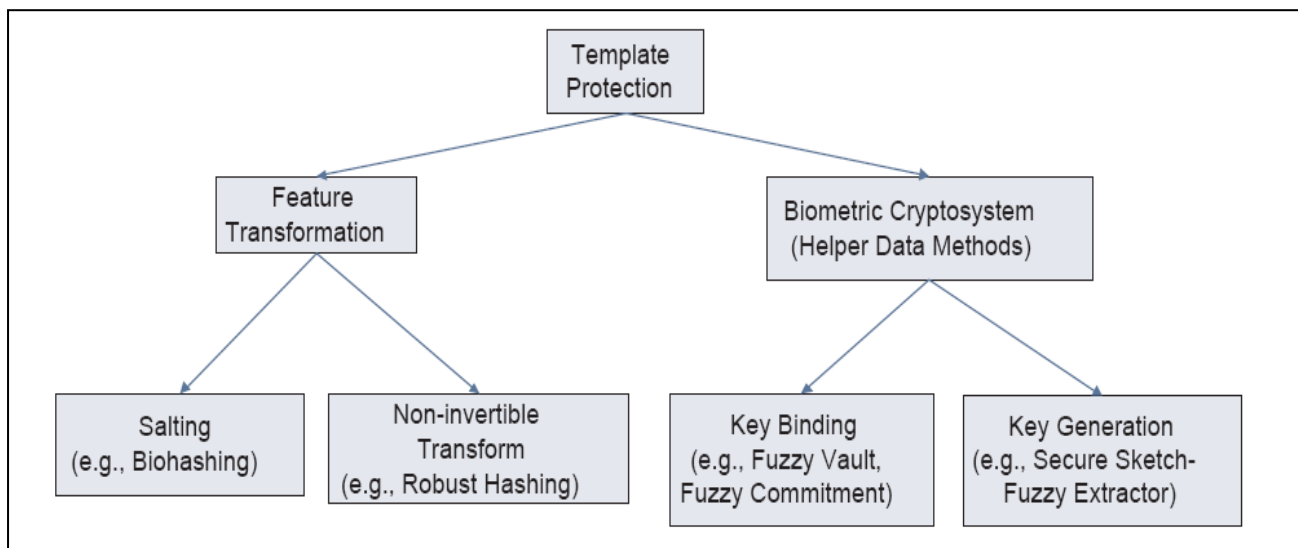 Template
Protection
Feature
Transformation
Biometric Cryptosystem
(Helper Data Methods)
Salting
(e.g., Biohashing)
Non-invertible
Transform
(e.g., Robust Hashing)
Key Binding
(e.g., Fuzzy Vault,
Fuzzy Commitment)
Key Generation
(e.g., Secure Sketch-
Fuzzy Extractor)